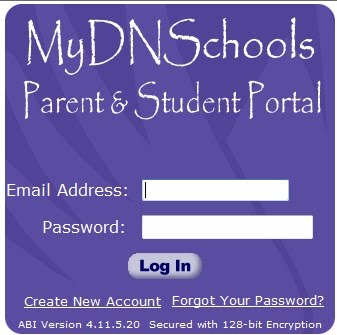 MyDNSchools
Parent & Student Portal
Email Address:
Password:
Log In
Create New Account Forgot Your Password?
ABI Version 4.11.5.20 Secured with 128-bit Encryption